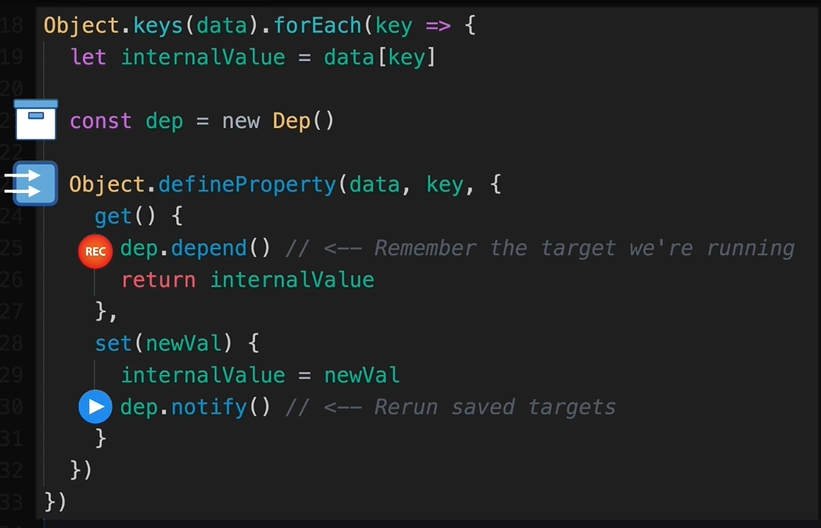 18 Object.keys(data).forEach(key => {
19 let internalValue = data[key]
20
const dep = new Dep()
22
Object.defineProperty(data, key, {
24 get() {
25 REC dep.depend() // <-- Remember the target we're running
26 return internalValue
27 },
28 set(newVal) {
29 internalValue = newVal
30 dep.notify() // <-- Rerun saved targets
31 }
32 })
33 })